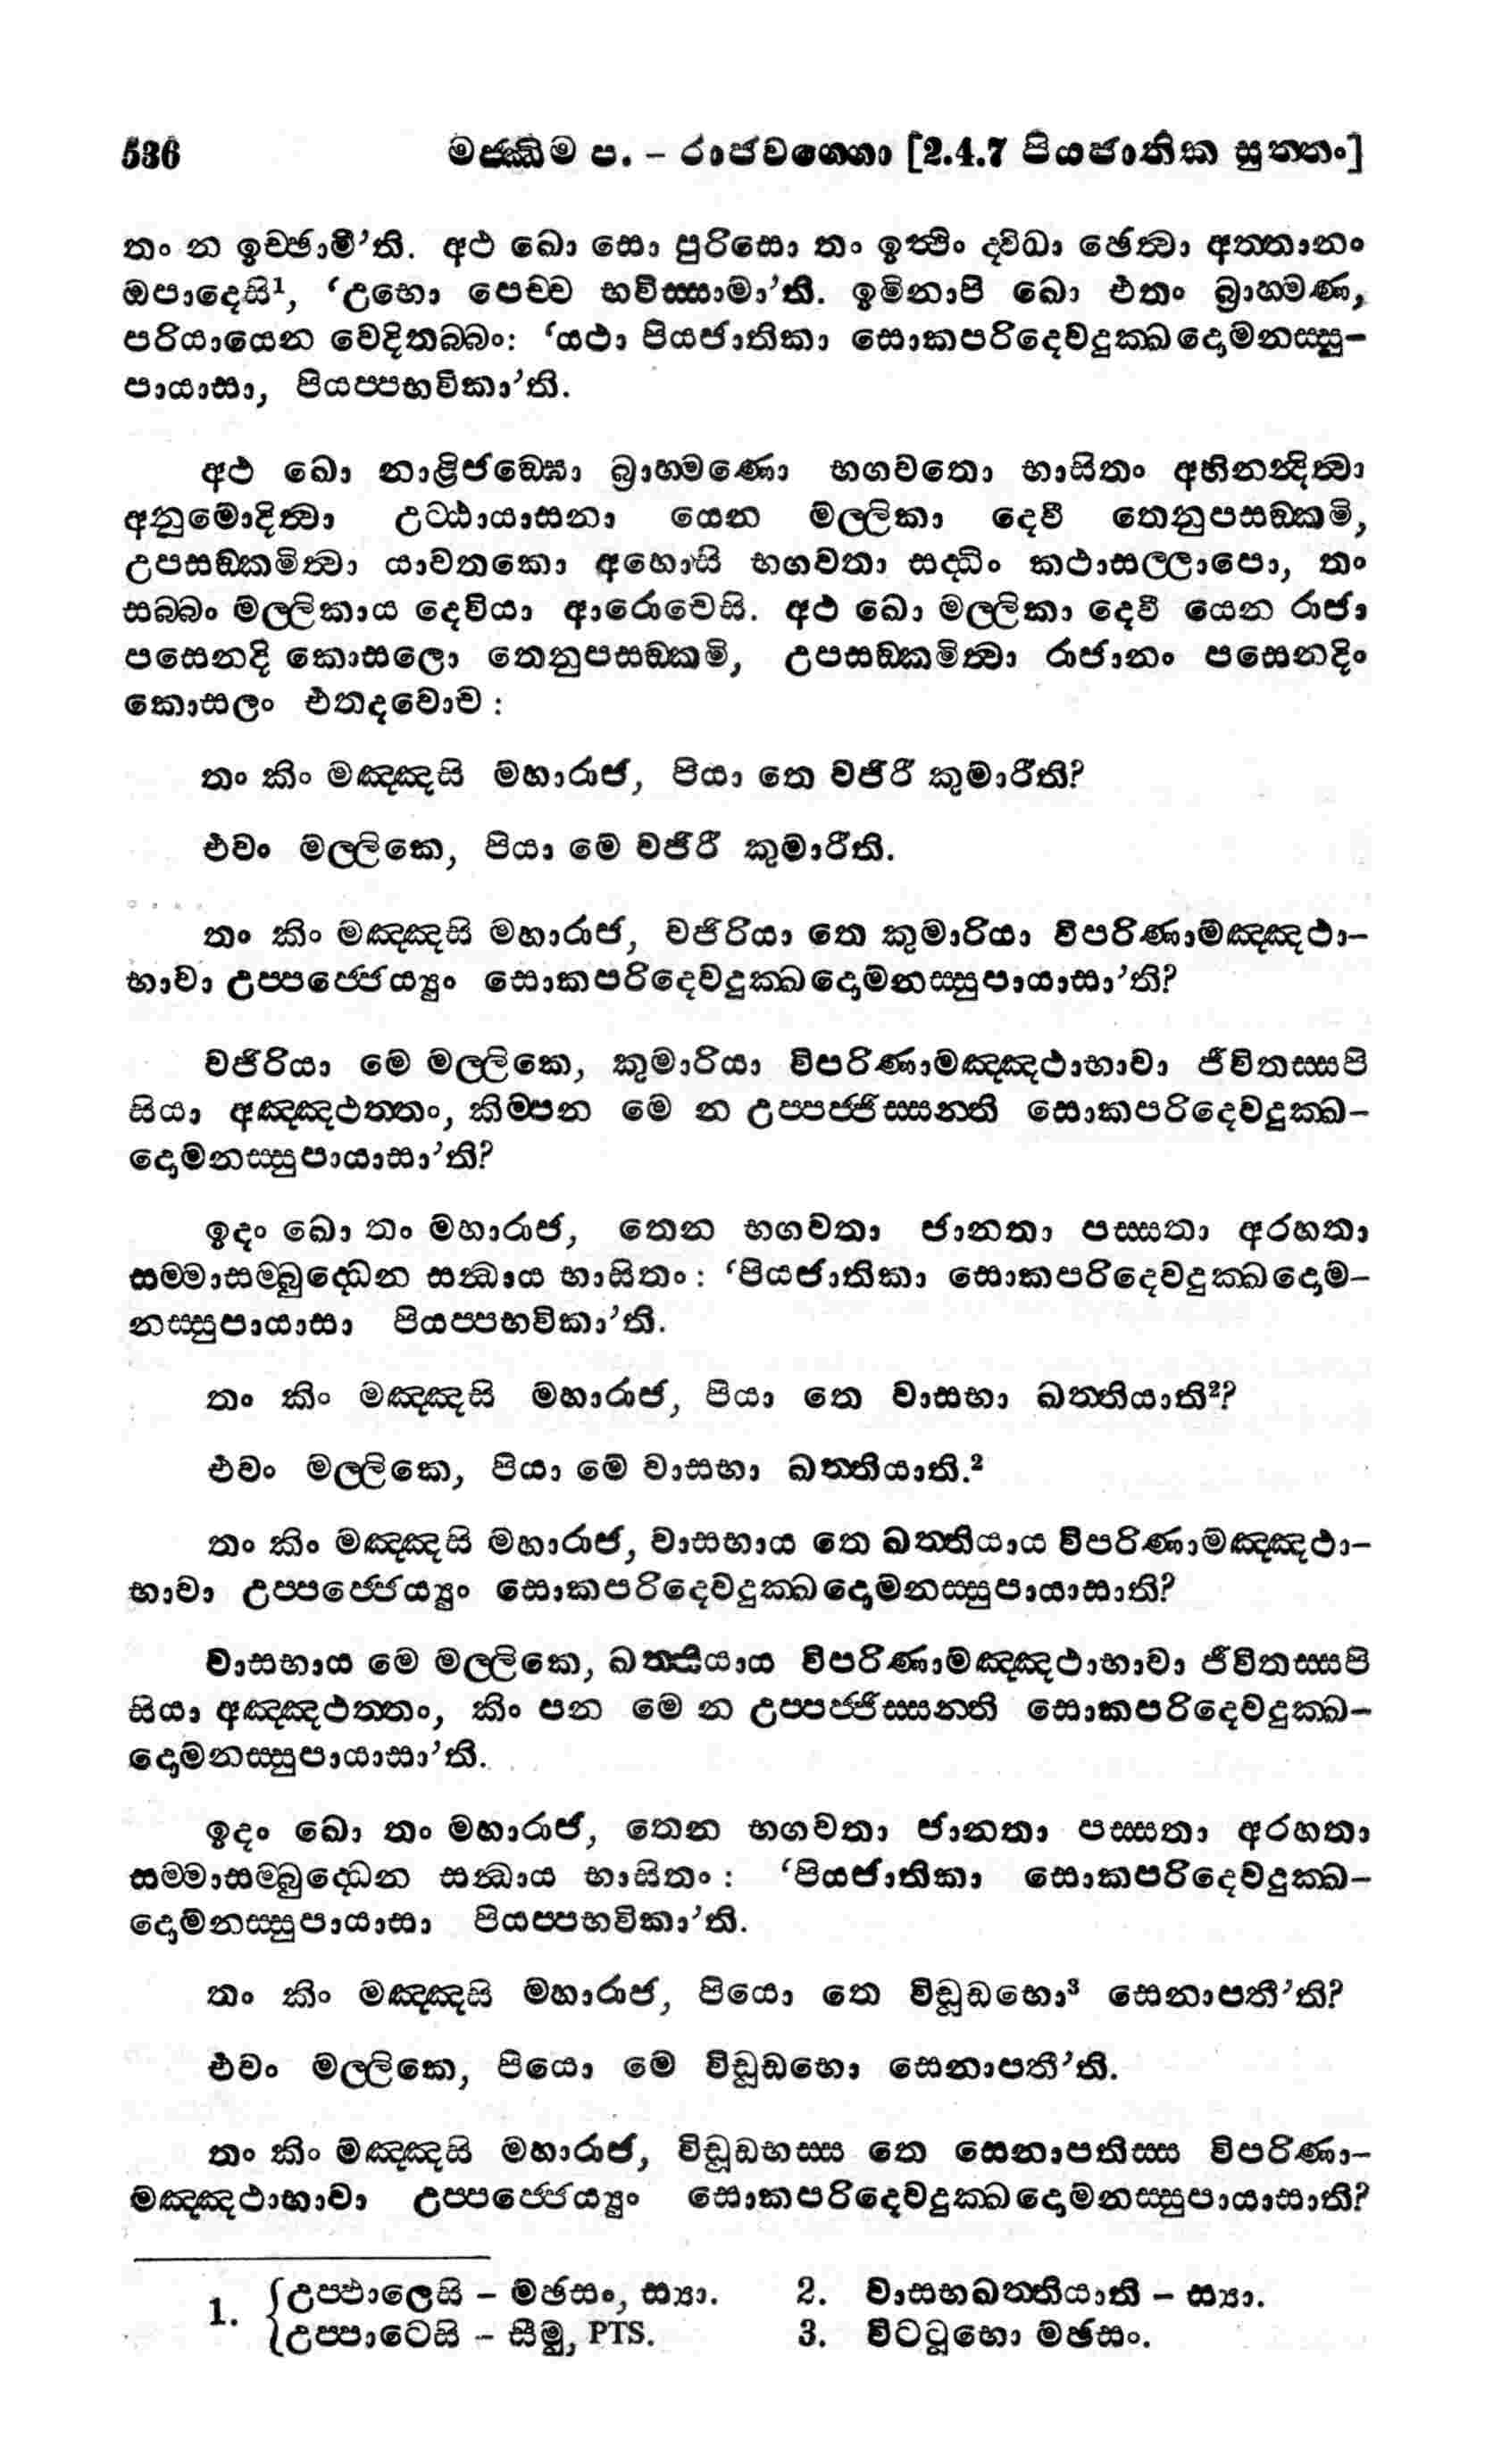 536 මජ්ඣිම ප. – රාජවග්ගො [2.4.7 පියජාතික සුත්තං]
තං න ඉච්ඡාමී’ති. අථ ඛො සො පුරිසො තං ඉත්ථිං ද්විධා ඡෙත්වා අත්තානං
ඔපාදෙසි¹, ‘උභො පෙච්ච භවිස්සාමා’ති. ඉමිනාපි ඛො එතං බ්‍රාහ්මණ,
පරියායෙන වෙදිතබ්බං: ‘යථා පියජාතිකා සොකපරිදෙවදුක්ඛදොමනස්සු-
පායාසා, පියප්පභවිකා’ති.
අථ ඛො නාළිජඞ්ඝො බ්‍රාහ්මණො භගවතො භාසිතං අභිනන්දිත්වා
අනුමොදිත්වා උට්ඨායාසනා යෙන මල්ලිකා දෙවී තෙනුපසඞ්කමි,
උපසඞ්කමිත්වා යාවතකො අහොසි භගවතා සද්ධිං කථාසල්ලාපො, තං
සබ්බං මල්ලිකාය දෙවියා ආරොචෙසි. අථ ඛො මල්ලිකා දෙවී යෙන රාජා
පසෙනදි කොසලො තෙනුපසඞ්කමි, උපසඞ්කමිත්වා රාජානං පසෙනදිං
කොසලං එතදවොච :
තං කිං මඤ්ඤසි මහාරාජ, පියා තෙ වජිරී කුමාරීති?
එවං මල්ලිකෙ, පියා මෙ වජිරී කුමාරීති.
තං කිං මඤ්ඤසි මහාරාජ, වජිරියා තෙ කුමාරියා විපරිණාමඤ්ඤථා-
භාවා උප්පජ්ජෙය්‍යුං සොකපරිදෙවදුක්ඛදොමනස්සුපායාසා’ති?
වජිරියා මෙ මල්ලිකෙ, කුමාරියා විපරිණාමඤ්ඤථාභාවා ජීවිතස්සපි
සියා අඤ්ඤථත්තං, කිම්පන මෙ න උප්පජ්ජිස්සන්ති සොකපරිදෙවදුක්ඛ-
දොමනස්සුපායාසා’ති?
ඉදං ඛො තං මහාරාජ, තෙන භගවතා ජානතා පස්සතා අරහතා
සම්මාසම්බුද්ධෙන සන්ධාය භාසිතං : ‘පියජාතිකා සොකපරිදෙවදුක්ඛදොම-
නස්සුපායාසා පියප්පභවිකා’ති.
තං කිං මඤ්ඤසි මහාරාජ, පියා තෙ වාසභා ඛත්තියාති²?
එවං මල්ලිකෙ, පියා මෙ වාසභා ඛත්තියාති.²
තං කිං මඤ්ඤසි මහාරාජ, වාසභාය තෙ ඛත්තියාය විපරිණාමඤ්ඤථා-
භාවා උප්පජ්ජෙය්‍යුං සොකපරිදෙවදුක්ඛදොමනස්සුපායාසාති?
වාසභාය මෙ මල්ලිකෙ, ඛත්තියාය විපරිණාමඤ්ඤථාභාවා ජීවිතස්සපි
සියා අඤ්ඤථත්තං, කිං පන මෙ න උප්පජ්ජිස්සන්ති සොකපරිදෙවදුක්ඛ-
දොමනස්සුපායාසා’ති.
ඉදං ඛො තං මහාරාජ, තෙන භගවතා ජානතා පස්සතා අරහතා
සම්මාසම්බුද්ධෙන සන්ධාය භාසිතං : ‘පියජාතිකා සොකපරිදෙවදුක්ඛ-
දොමනස්සුපායාසා පියප්පභවිකා’ති.
තං කිං මඤ්ඤසි මහාරාජ, පියො තෙ විඩූඩභො³ සෙනාපතී’ති?
එවං මල්ලිකෙ, පියො මෙ විඩූඩභො සෙනාපතී’ති.
තං කිං මඤ්ඤසි මහාරාජ, විඩූඩභස්ස තෙ සෙනාපතිස්ස විපරිණා-
මඤ්ඤථාභාවා උප්පජ්ජෙය්‍යුං සොකපරිදෙවදුක්ඛදොමනස්සුපායාසාති?
1. {උප්ඵාලෙසි – මඡසං, ස්‍යා. 2. වාසභඛත්තියාති – ස්‍යා.
{උප්පාටෙසි – සීමු, PTS. 3. විටටූභො මඡසං.